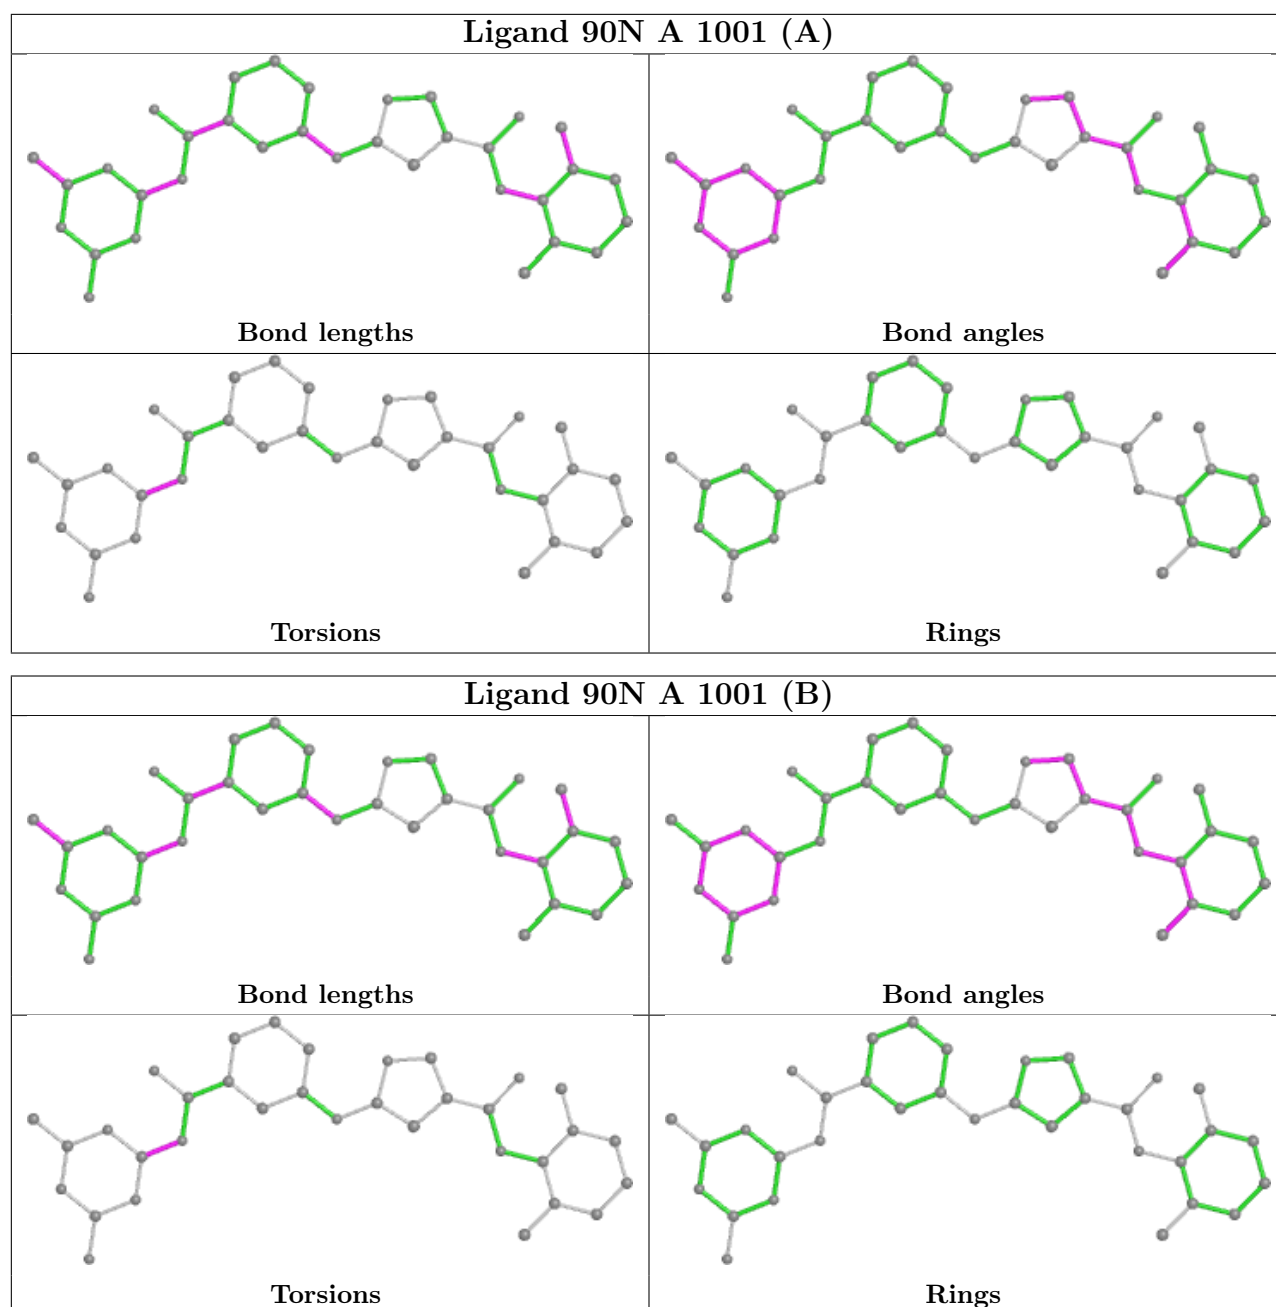 Ligand 90N A 1001 (A)
Bond lengths
Bond angles
Torsions
Rings
Ligand 90N A 1001 (B)
Bond lengths
Bond angles
Torsions
Rings